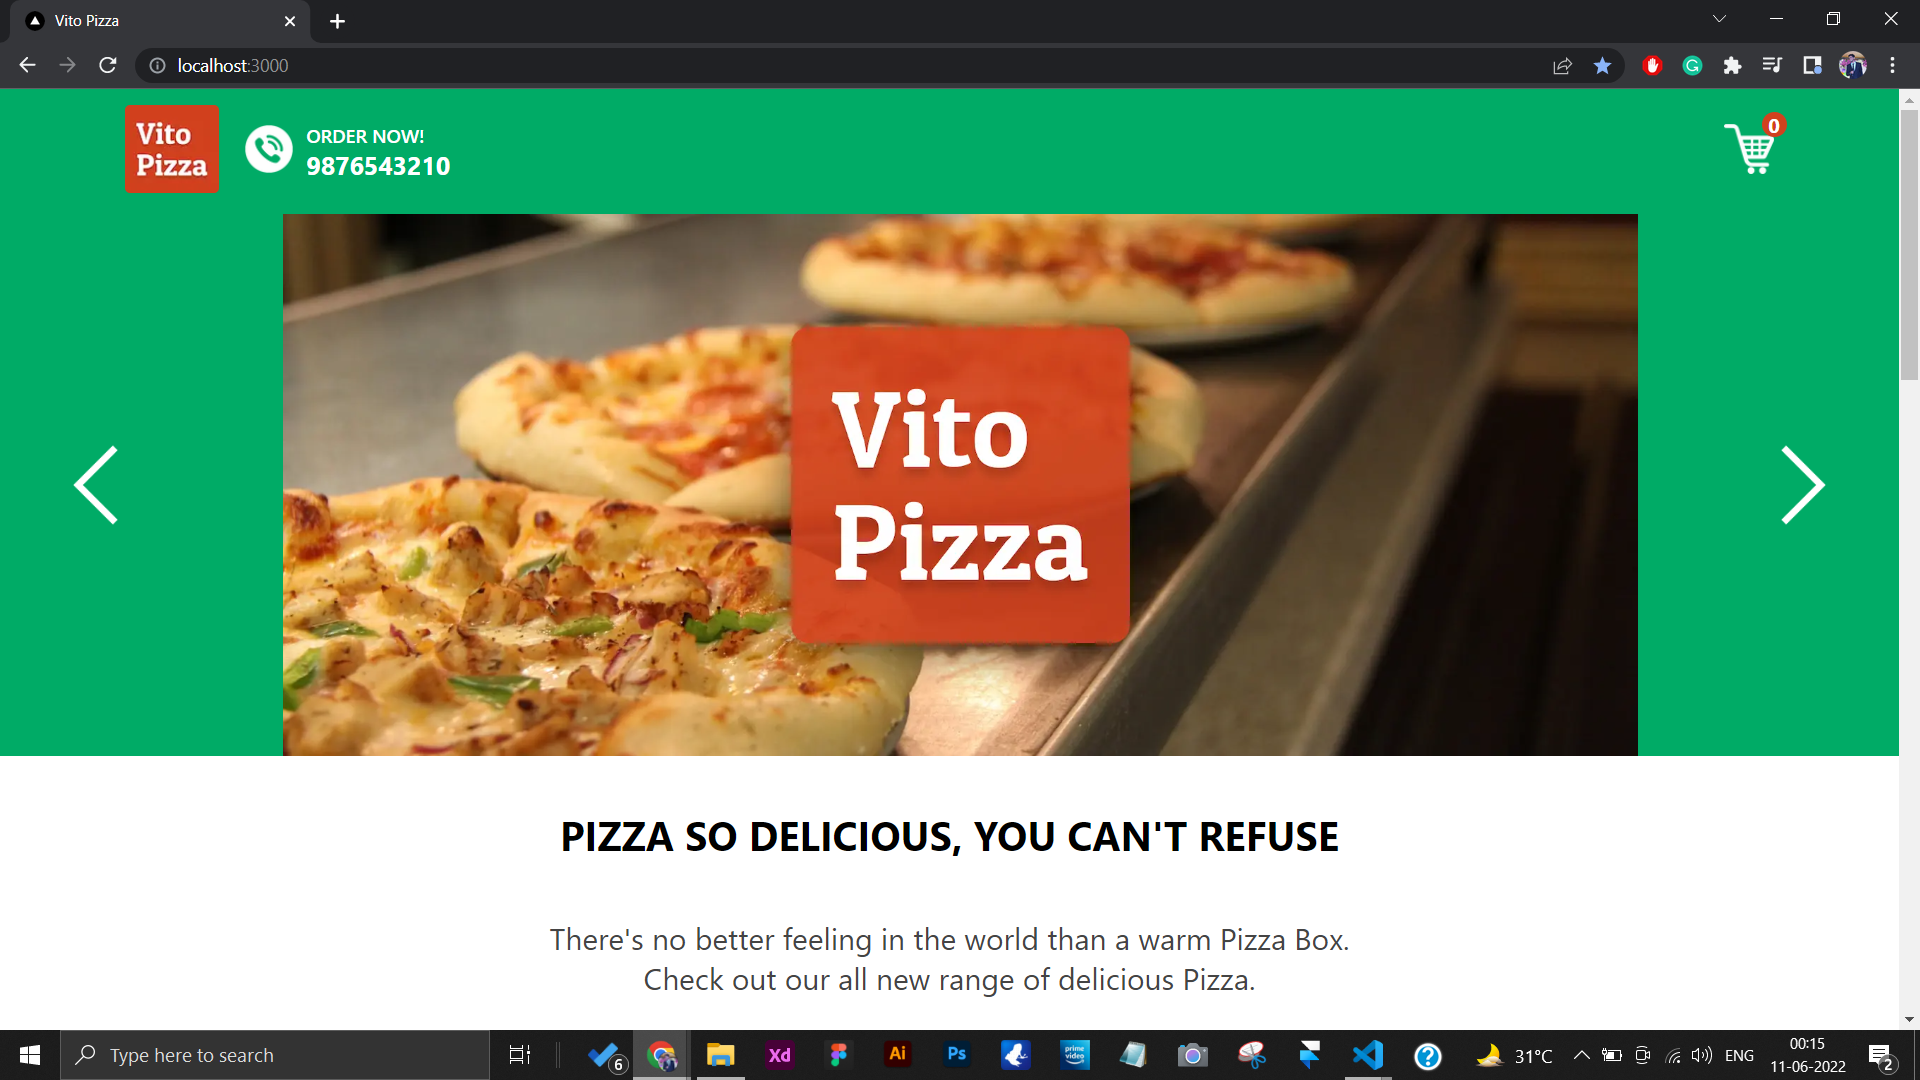 Vito Pizza
localhost:3000
Vito
Pizza
ORDER NOW!
9876543210
0
Vito
Pizza
PIZZA SO DELICIOUS, YOU CAN'T REFUSE
There's no better feeling in the world than a warm Pizza Box.
Check out our all new range of delicious Pizza.
Type here to search
6
Xd
Ai
Ps
prime
video
?
31°C
ENG
00:15
11-06-2022
2